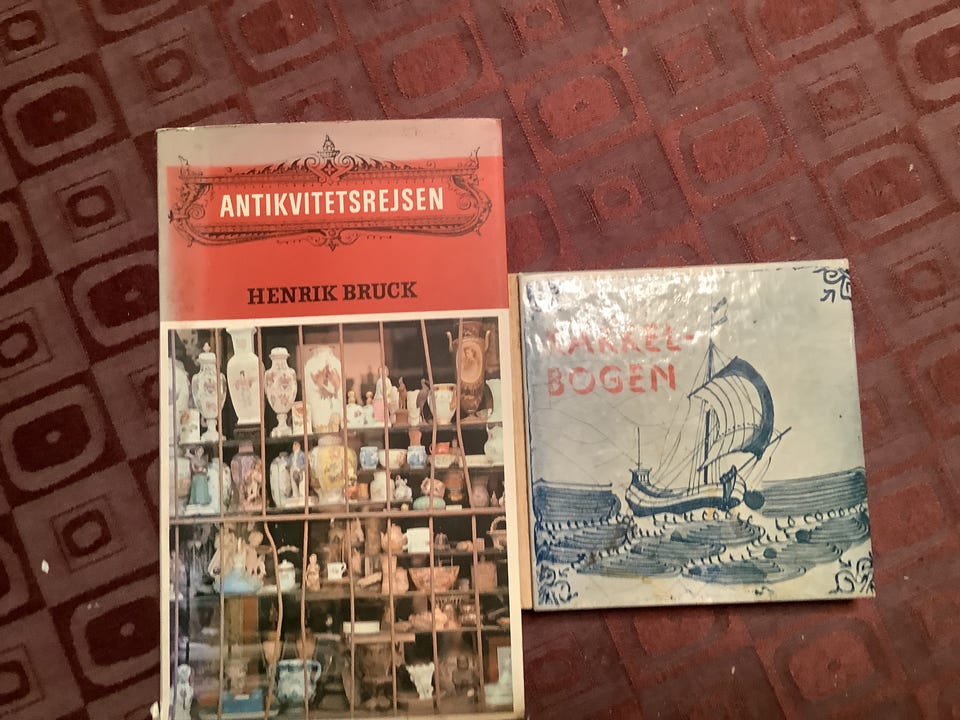 ANTIKVITETSREJSEN
HENRIK BRUCK
KAKKEL-
BOGEN